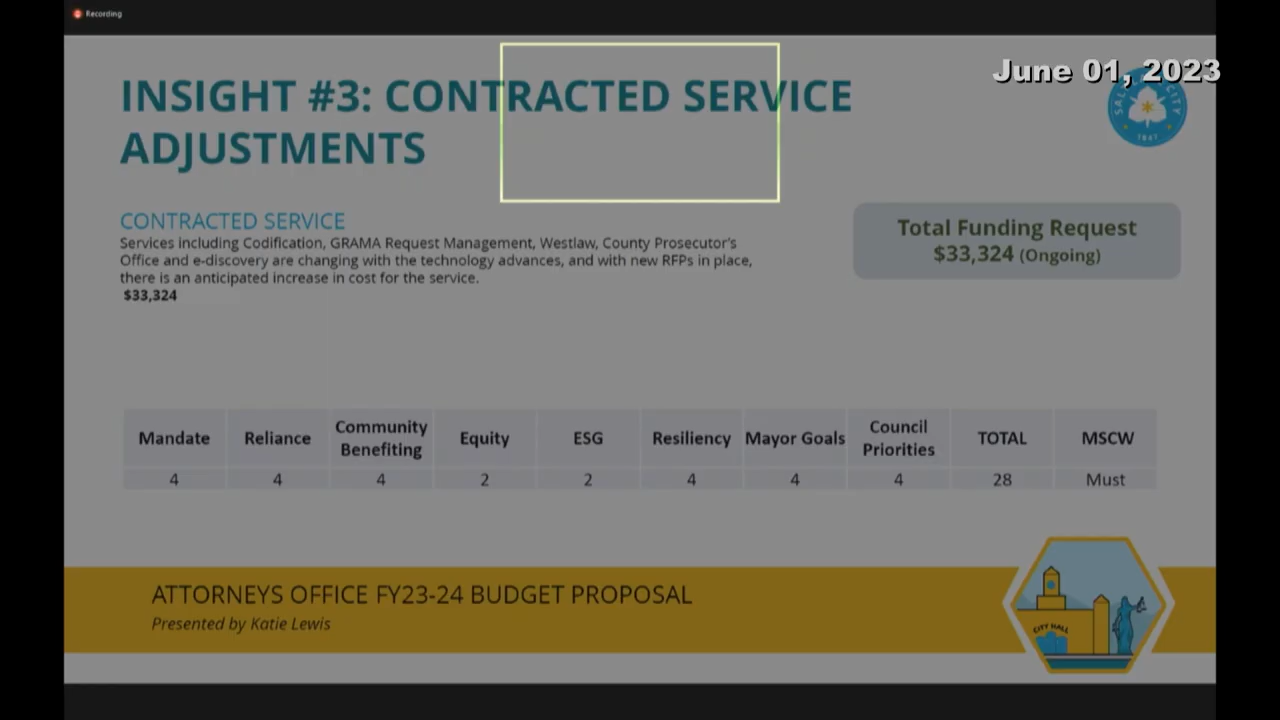 Recording
June 01, 2023
INSIGHT #3: CONTRACTED SERVICE
ADJUSTMENTS
SALT LAKE CITY
1847
CONTRACTED SERVICE
Services including Codification, GRAMA Request Management, Westlaw, County Prosecutor's
Office and e-discovery are changing with the technology advances, and with new RFPs in place,
there is an anticipated increase in cost for the service.
$33,324
Total Funding Request
$33,324 (Ongoing)
Mandate Reliance Community Benefiting Equity ESG Resiliency Mayor Goals Council Priorities TOTAL MSCW
4 4 4 2 2 4 4 4 28 Must
ATTORNEYS OFFICE FY23-24 BUDGET PROPOSAL
Presented by Katie Lewis
CITY HALL